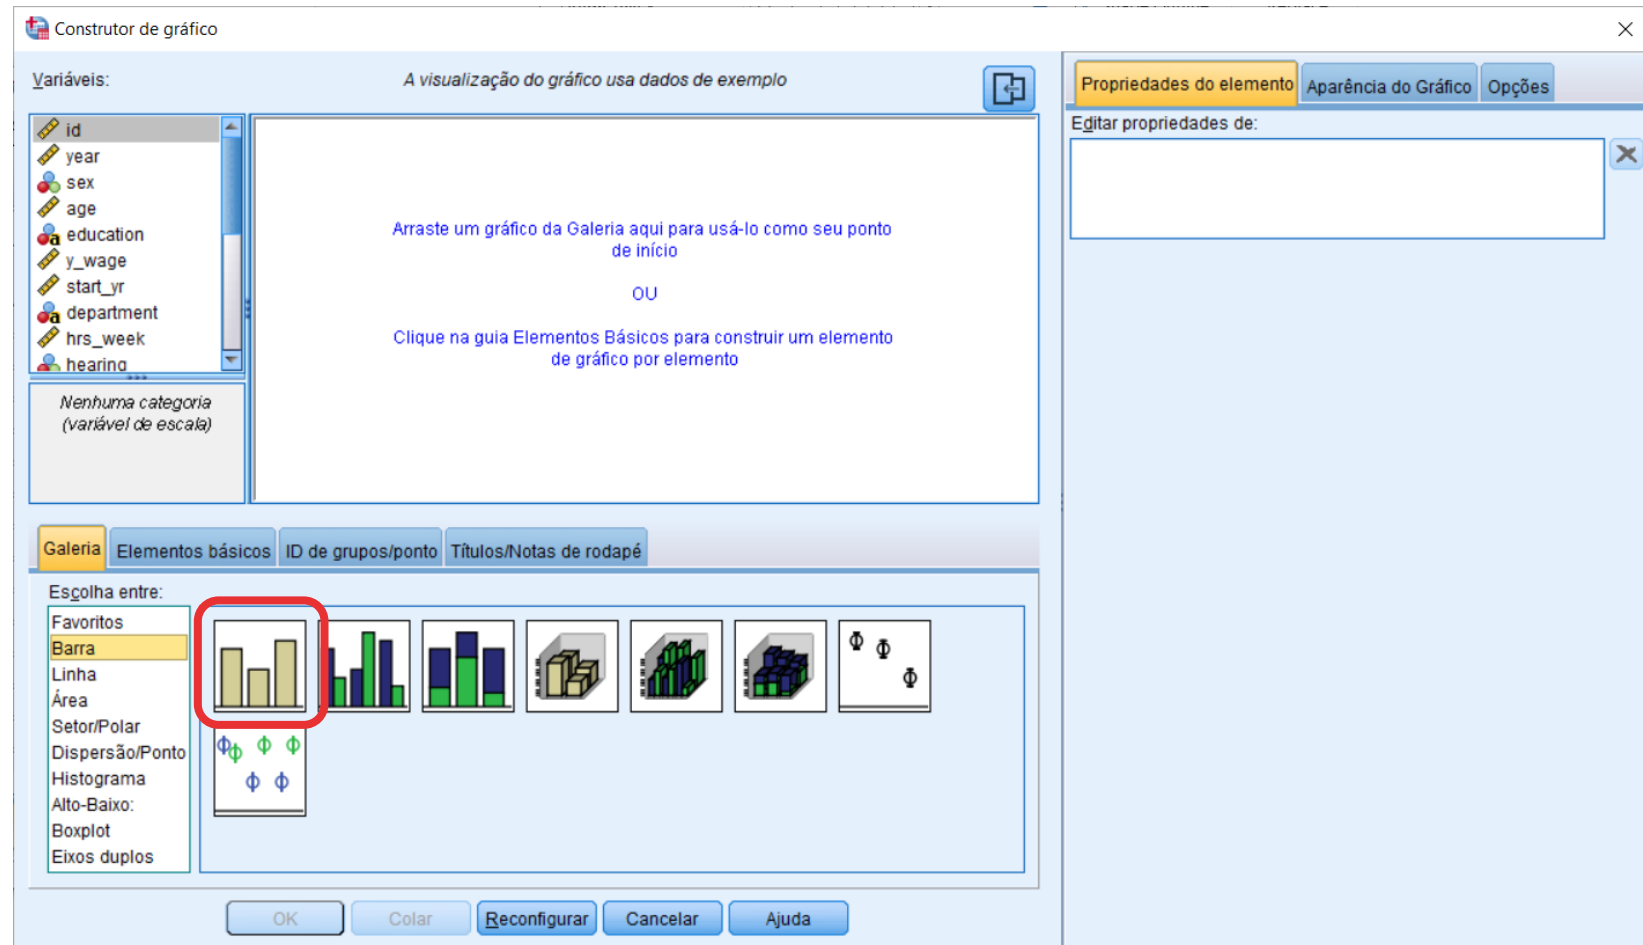 Construtor de gráfico
Variáveis:
A visualização do gráfico usa dados de exemplo
id
year
sex
age
education
y_wage
start_yr
department
hrs_week
hearing
Nenhuma categoria
(variável de escala)
Arraste um gráfico da Galeria aqui para usá-lo como seu ponto
de início
OU
Clique na guia Elementos Básicos para construir um elemento
de gráfico por elemento
Propriedades do elemento
Aparência do Gráfico
Opções
Editar propriedades de:
Galeria
Elementos básicos
ID de grupos/ponto
Títulos/Notas de rodapé
Escolha entre:
Favoritos
Barra
Linha
Área
Setor/Polar
Dispersão/Ponto
Histograma
Alto-Baixo:
Boxplot
Eixos duplos
OK
Colar
Reconfigurar
Cancelar
Ajuda